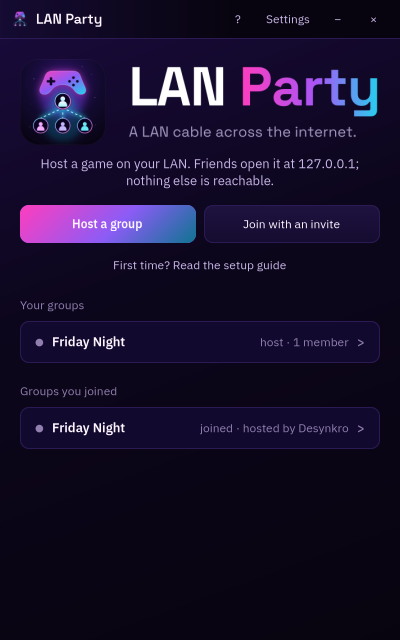 LAN Party
?
Settings
–
×
LAN Party
A LAN cable across the internet.
Host a game on your LAN. Friends open it at 127.0.0.1;
nothing else is reachable.
Host a group
Join with an invite
First time? Read the setup guide
Your groups
Friday Night
host · 1 member >
Groups you joined
Friday Night
joined · hosted by Desynkro >